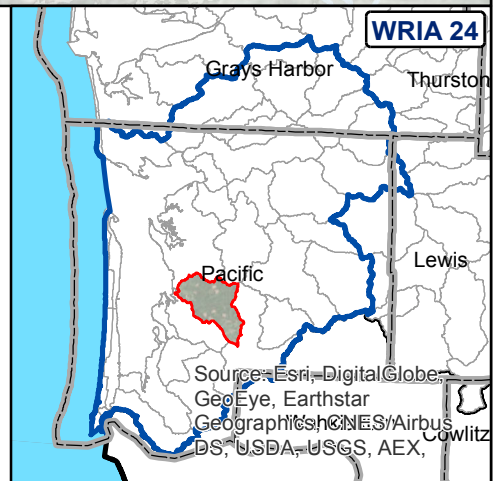 WRIA 24
Grays Harbor
Thurston
Pacific
Lewis
Source: Esri, DigitalGlobe,
GeoEye, Earthstar
Geographics, CNES/Airbus
Cowlitz
DS, USDA, USGS, AEX,